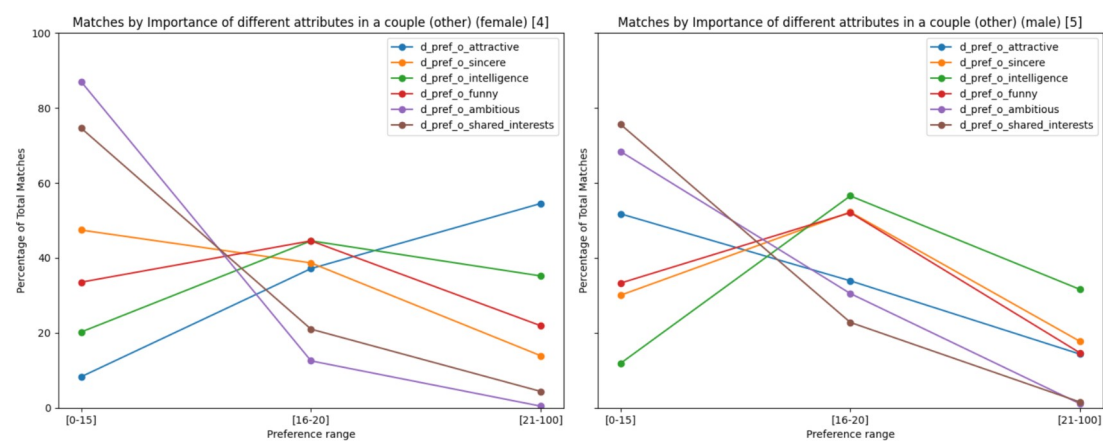 Matches by Importance of different attributes in a couple (other) (female) [4]
100
80
60
40
20
0
Percentage of Total Matches
d_pref_o_attractive
d_pref_o_sincere
d_pref_o_intelligence
d_pref_o_funny
d_pref_o_ambitious
d_pref_o_shared_interests
[0-15]
[16-20]
[21-100]
Preference range
Matches by Importance of different attributes in a couple (other) (male) [5]
Percentage of Total Matches
d_pref_o_attractive
d_pref_o_sincere
d_pref_o_intelligence
d_pref_o_funny
d_pref_o_ambitious
d_pref_o_shared_interests
[0-15]
[16-20]
[21-100]
Preference range